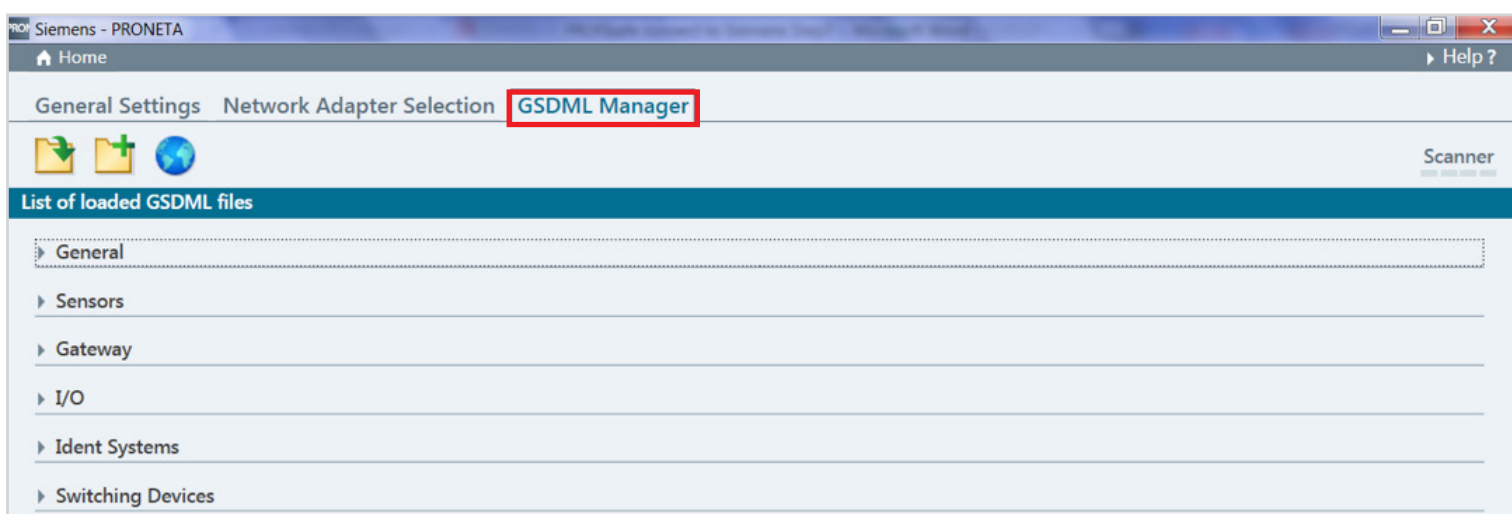 Siemens - PRONETA
Home
Help ?
General Settings Network Adapter Selection GSDML Manager
Scanner
List of loaded GSDML files
General
Sensors
Gateway
I/O
Ident Systems
Switching Devices